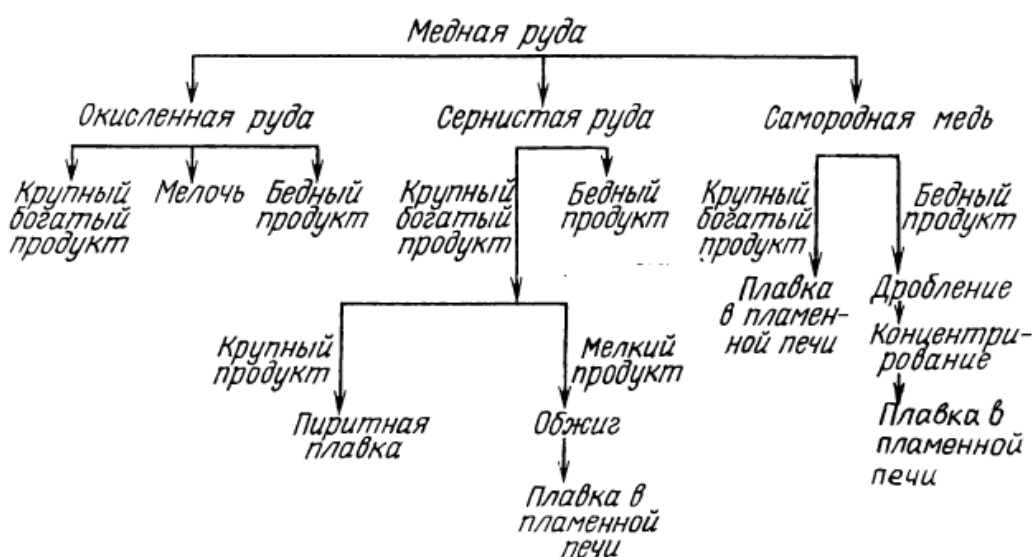 Медная руда
Окисленная руда
Сернистая руда
Самородная медь
Крупный
богатый
продукт
Мелочь
Бедный
продукт
Крупный
богатый
продукт
Бедный
продукт
Крупный
богатый
продукт
Бедный
продукт
Плавка
в пламен-
ной печи
Дробление
Концентри-
рование
Плавка в
пламенной
печи
Крупный
продукт
Мелкий
продукт
Пиритная
плавка
Обжиг
Плавка в
пламенной
печи